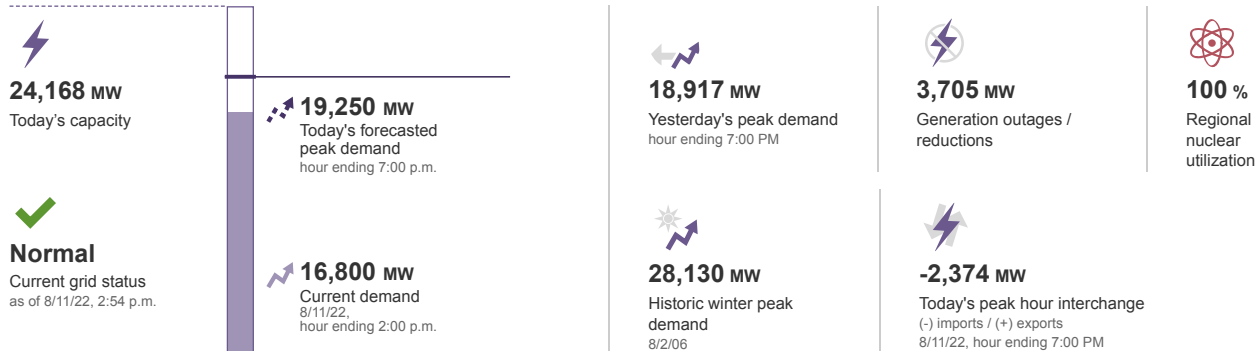 24,168 MW
Today's capacity
Normal
Current grid status
as of 8/11/22, 2:54 p.m.
19,250 MW
Today's forecasted
peak demand
hour ending 7:00 p.m.
16,800 MW
Current demand
8/11/22,
hour ending 2:00 p.m.
18,917 MW
Yesterday's peak demand
hour ending 7:00 PM
3,705 MW
Generation outages /
reductions
100 %
Regional
nuclear
utilization
28,130 MW
Historic winter peak
demand
8/2/06
-2,374 MW
Today's peak hour interchange
(-) imports / (+) exports
8/11/22, hour ending 7:00 PM